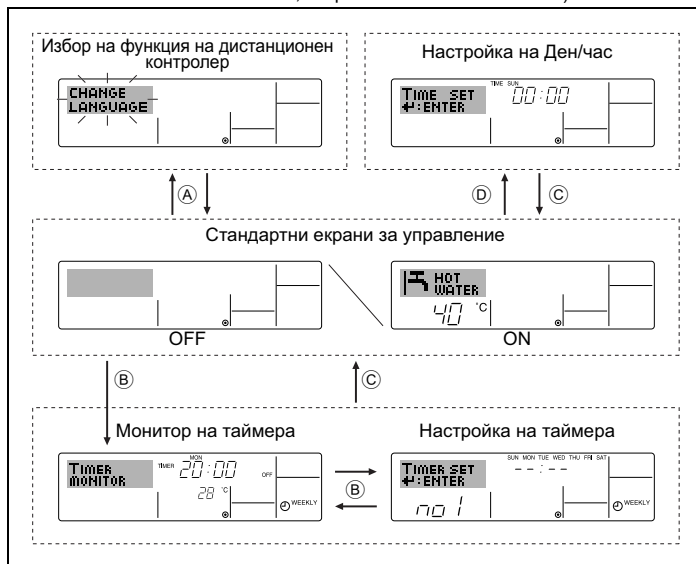 Избор на функция на дистанционен
контролер
CHANGE
LANGUAGE
Настройка на Ден/час
TIME SUN
TIME SET
↵:ENTER
00:00
A
D
C
Стандартни екрани за управление
OFF
HOT
WATER
40 °C
ON
B
C
Монитор на таймера
TIMER
MONITOR
MON
TIMER 20:00
OFF
28 °C
WEEKLY
B
Настройка на таймера
SUN MON TUE WED THU FRI SAT
TIMER SET
↵:ENTER
--:--
no1
WEEKLY